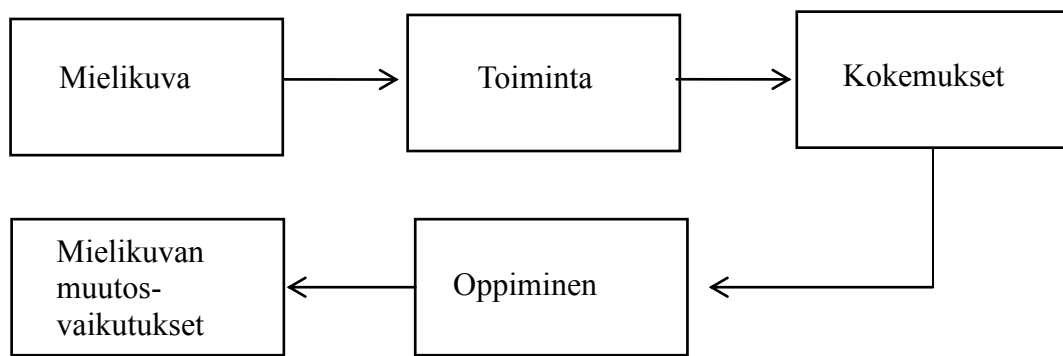 Mielikuva
Toiminta
Kokemukset
Mielikuvan
muutos-
vaikutukset
Oppiminen